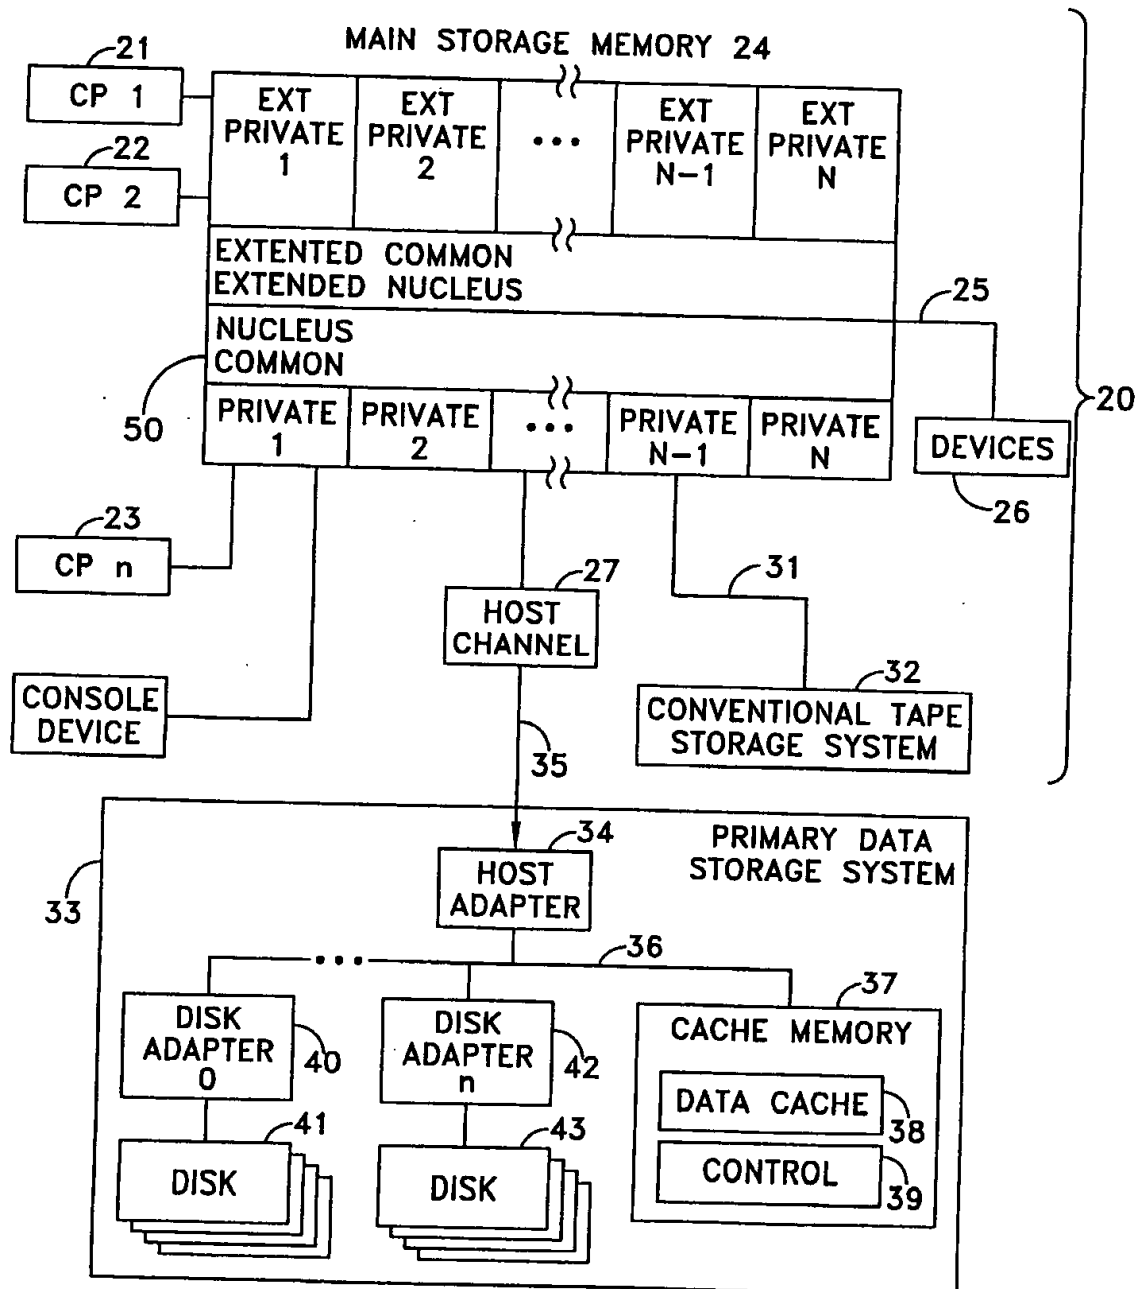 MAIN STORAGE MEMORY 24
21
CP 1
22
CP 2
EXT PRIVATE 1
EXT PRIVATE 2
•••
EXT PRIVATE N-1
EXT PRIVATE N
EXTENTED COMMON
EXTENDED NUCLEUS
NUCLEUS
COMMON
25
50
20
PRIVATE 1
PRIVATE 2
•••
PRIVATE N-1
PRIVATE N
DEVICES
26
23
CP n
27
HOST
CHANNEL
31
32
CONVENTIONAL TAPE
STORAGE SYSTEM
CONSOLE
DEVICE
35
33
34
HOST
ADAPTER
PRIMARY DATA
STORAGE SYSTEM
36
•••
37
DISK
ADAPTER
0
40
DISK
ADAPTER
n
42
CACHE MEMORY
DATA CACHE
38
CONTROL
39
41
DISK
43
DISK